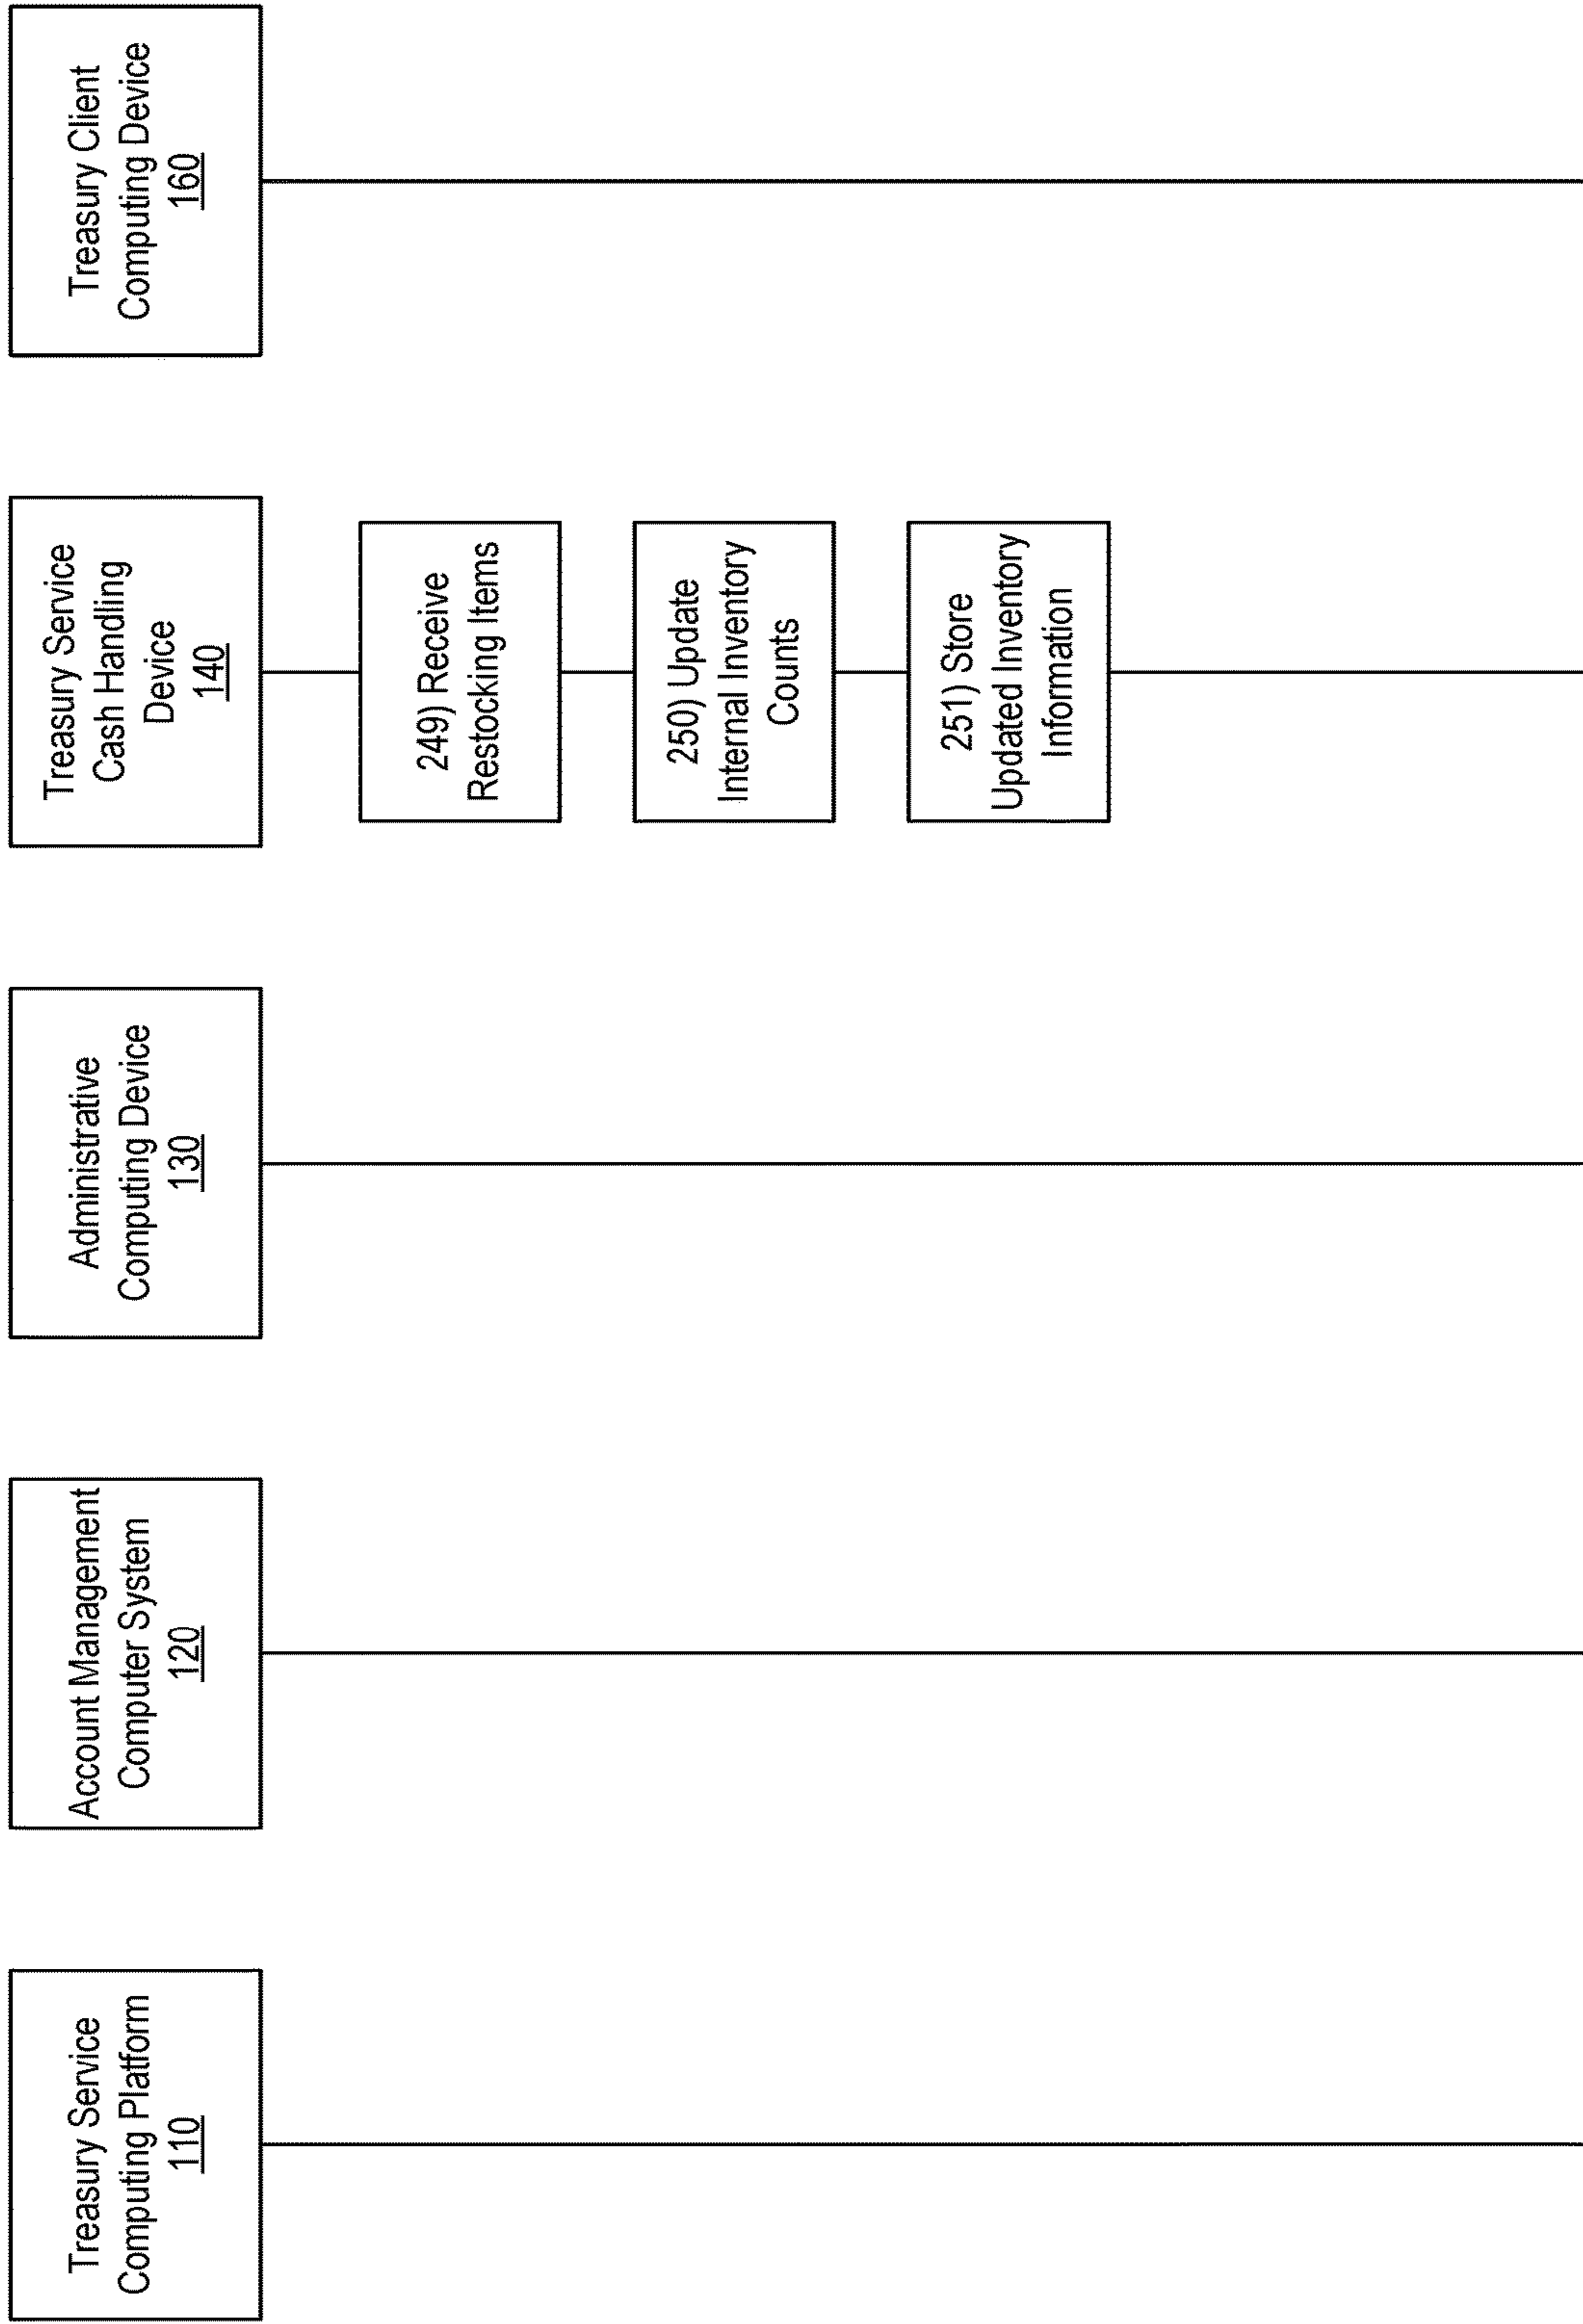 Treasury Service
Computing Platform
110
Account Management
Computer System
120
Administrative
Computing Device
130
Treasury Service
Cash Handling
Device
140
Treasury Client
Computing Device
160
249) Receive
Restocking Items
250) Update
Internal Inventory
Counts
251) Store
Updated Inventory
Information